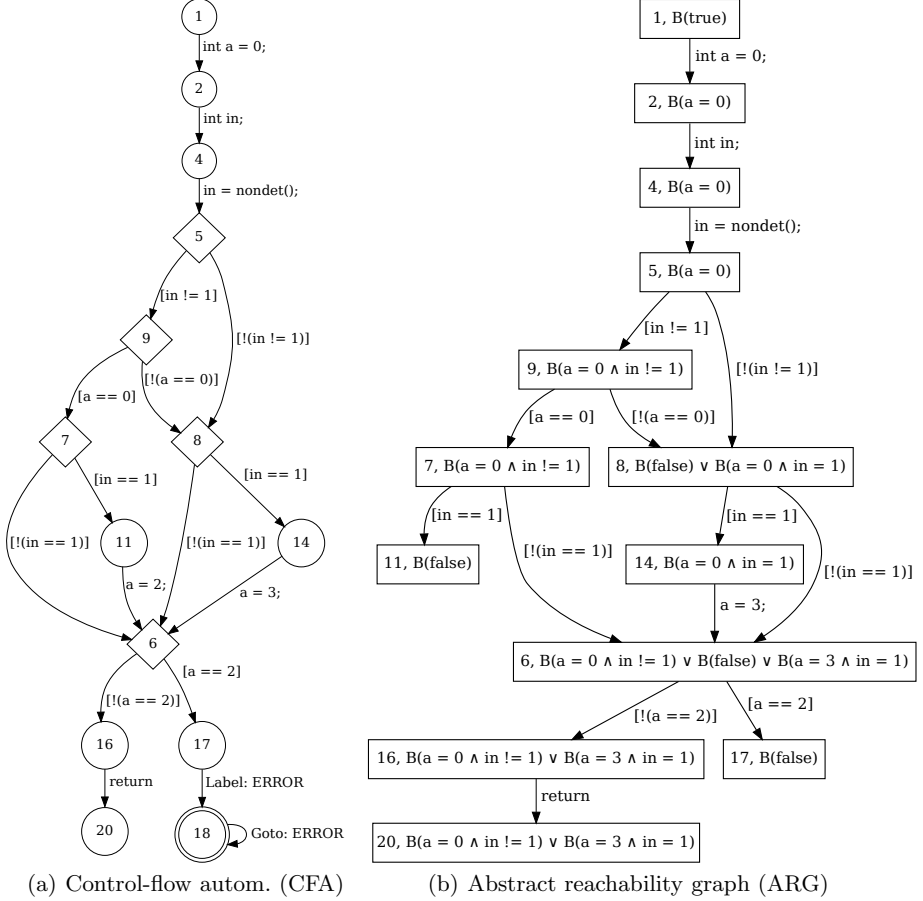 1
int a = 0;
2
int in;
4
in = nondet();
5
[in != 1]
[!(in != 1)]
9
[!(a == 0)]
[a == 0]
7
8
[in == 1]
[in == 1]
[!(in == 1)]
11
[!(in == 1)]
14
a = 2;
a = 3;
6
[a == 2]
[!(a == 2)]
16
17
return
Label: ERROR
20
18
Goto: ERROR
(a) Control-flow autom. (CFA)
1, B(true)
int a = 0;
2, B(a = 0)
int in;
4, B(a = 0)
in = nondet();
5, B(a = 0)
[in != 1]
[!(in != 1)]
9, B(a = 0 ∧ in != 1)
[a == 0]
[!(a == 0)]
7, B(a = 0 ∧ in != 1)
8, B(false) ∨ B(a = 0 ∧ in = 1)
[in == 1]
[in == 1]
[!(in == 1)]
11, B(false)
14, B(a = 0 ∧ in = 1)
[!(in == 1)]
a = 3;
6, B(a = 0 ∧ in != 1) ∨ B(false) ∨ B(a = 3 ∧ in = 1)
[!(a == 2)]
[a == 2]
16, B(a = 0 ∧ in != 1) ∨ B(a = 3 ∧ in = 1)
17, B(false)
return
20, B(a = 0 ∧ in != 1) ∨ B(a = 3 ∧ in = 1)
(b) Abstract reachability graph (ARG)